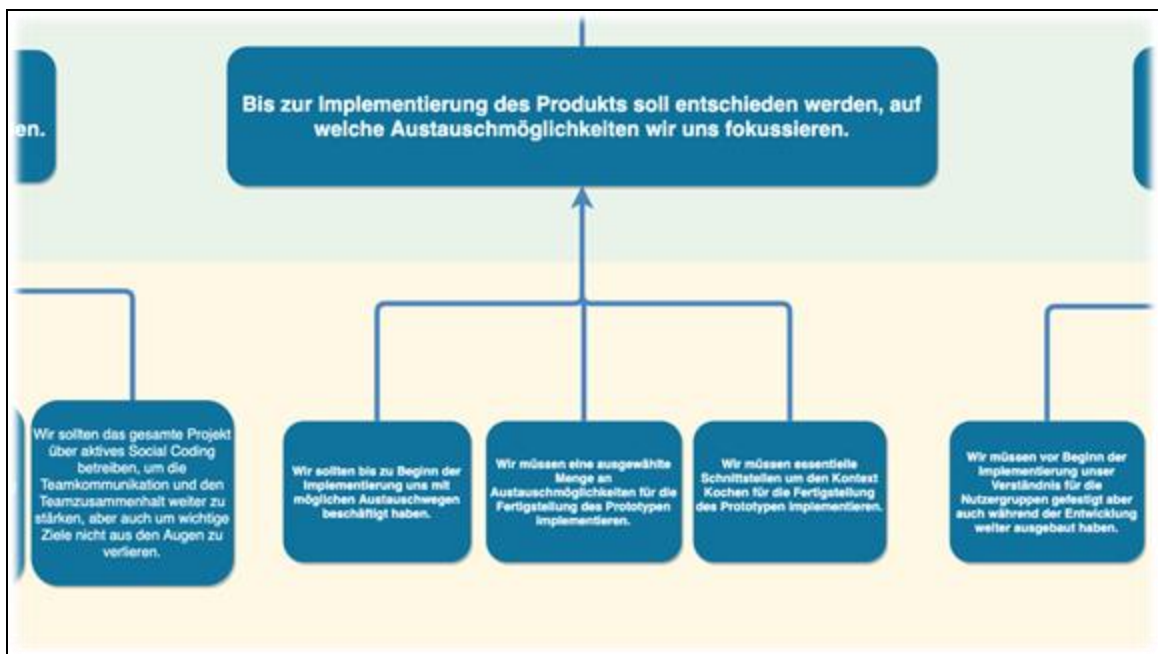 Bis zur Implementierung des Produkts soll entschieden werden, auf
welche Austauschmöglichkeiten wir uns fokussieren.
en.
Wir sollten das gesamte Projekt
über aktives Social Coding
betreiben, um die
Teamkommunikation und den
Teamzusammenhalt weiter zu
stärken, aber auch um wichtige
Ziele nicht aus den Augen zu
verlieren.
Wir sollten bis zu Beginn der
Implementierung uns mit
möglichen Austauschwegen
beschäftigt haben.
Wir müssen eine ausgewählte
Menge an
Austauschmöglichkeiten für die
Fertigstellung des Prototypen
implementieren.
Wir müssen essentielle
Schnittstellen um den Kontext
Kochen für die Fertigstellung
des Prototypen implementieren.
Wir müssen vor Beginn der
Implementierung unser
Verständnis für die
Nutzergruppen gefestigt aber
auch während der Entwicklung
weiter ausgebaut haben.